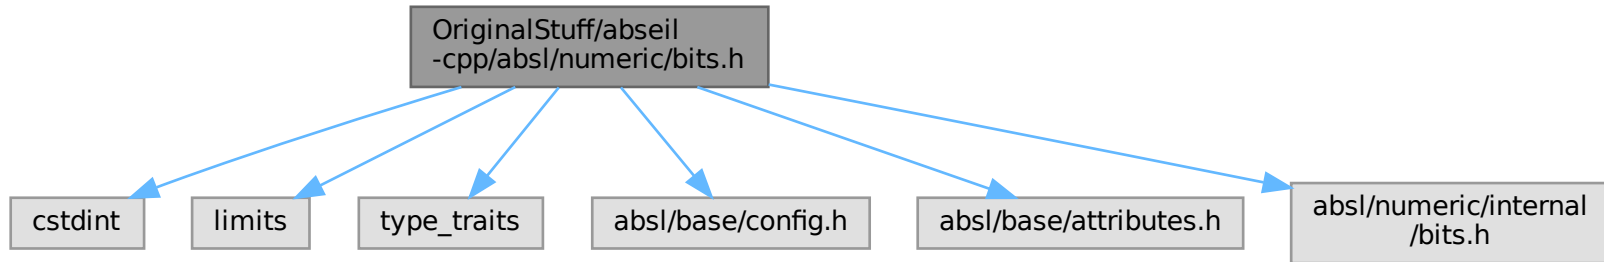 OriginalStuff/abseil
-cpp/absl/numeric/bits.h
cstdint
limits
type_traits
absl/base/config.h
absl/base/attributes.h
absl/numeric/internal
/bits.h